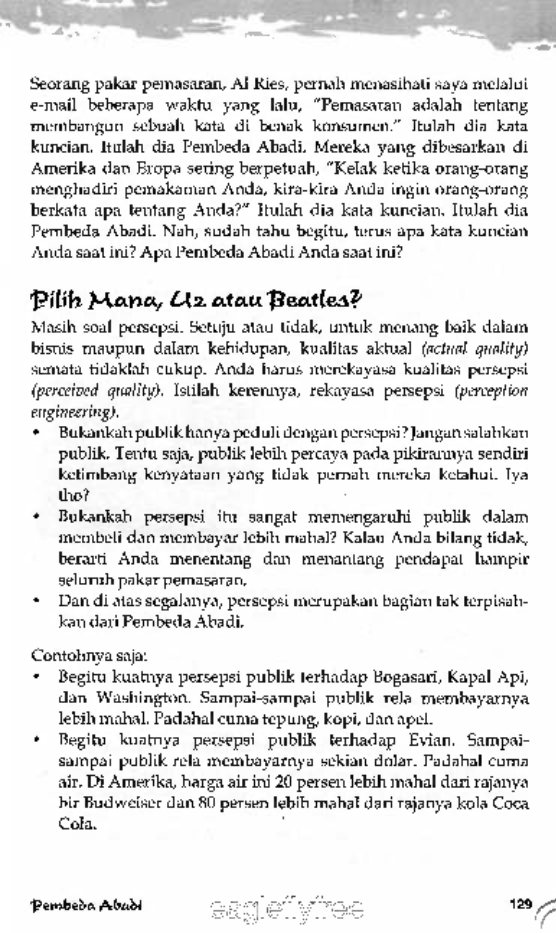 Seorang pakar pemasaran, Al Ries, pernah menasihati saya melalui
e-mail beberapa waktu yang lalu, "Pemasaran adalah tentang
membangun sebuah kata di benak konsumen." Itulah dia kata
kuncian. Itulah dia Pembeda Abadi. Mereka yang dibesarkan di
Amerika dan Eropa sering berpetuah, "Kelak ketika orang-orang
menghadiri pemakaman Anda, kira-kira Anda ingin orang-orang
berkata apa tentang Anda?" Itulah dia kata kuncian. Itulah dia
Pembeda Abadi. Nah, sudah tahu begitu, terus apa kata kuncian
Anda saat ini? Apa Pembeda Abadi Anda saat ini?
Pilih Mana, U2 atau Beatles?
Masih soal persepsi. Setuju atau tidak, untuk menang baik dalam
bisnis maupun dalam kehidupan, kualitas aktual (actual quality)
semata tidaklah cukup. Anda harus merekayasa kualitas persepsi
(perceived quality). Istilah kerennya, rekayasa persepsi (perception
engineering).
• Bukankah publik hanya peduli dengan persepsi? Jangan salahkan
publik. Tentu saja, publik lebih percaya pada pikirannya sendiri
ketimbang kenyataan yang tidak pernah mereka ketahui. Iya
tho?
• Bukankah persepsi itu sangat memengaruhi publik dalam
membeli dan membayar lebih mahal? Kalau Anda bilang tidak,
berarti Anda menentang dan menantang pendapat hampir
seluruh pakar pemasaran.
• Dan di atas segalanya, persepsi merupakan bagian tak terpisah-
kan dari Pembeda Abadi.
Contohnya saja:
• Begitu kuatnya persepsi publik terhadap Bogasari, Kapal Api,
dan Washington. Sampai-sampai publik rela membayarnya
lebih mahal. Padahal cuma tepung, kopi, dan apel.
• Begitu kuatnya persepsi publik terhadap Evian. Sampai-
sampai publik rela membayarnya sekian dolar. Padahal cuma
air. Di Amerika, harga air ini 20 persen lebih mahal dari rajanya
bir Budweiser dan 80 persen lebih mahal dari rajanya kola Coca
Cola.
Pembeda Abadi
eagleflyfree
129